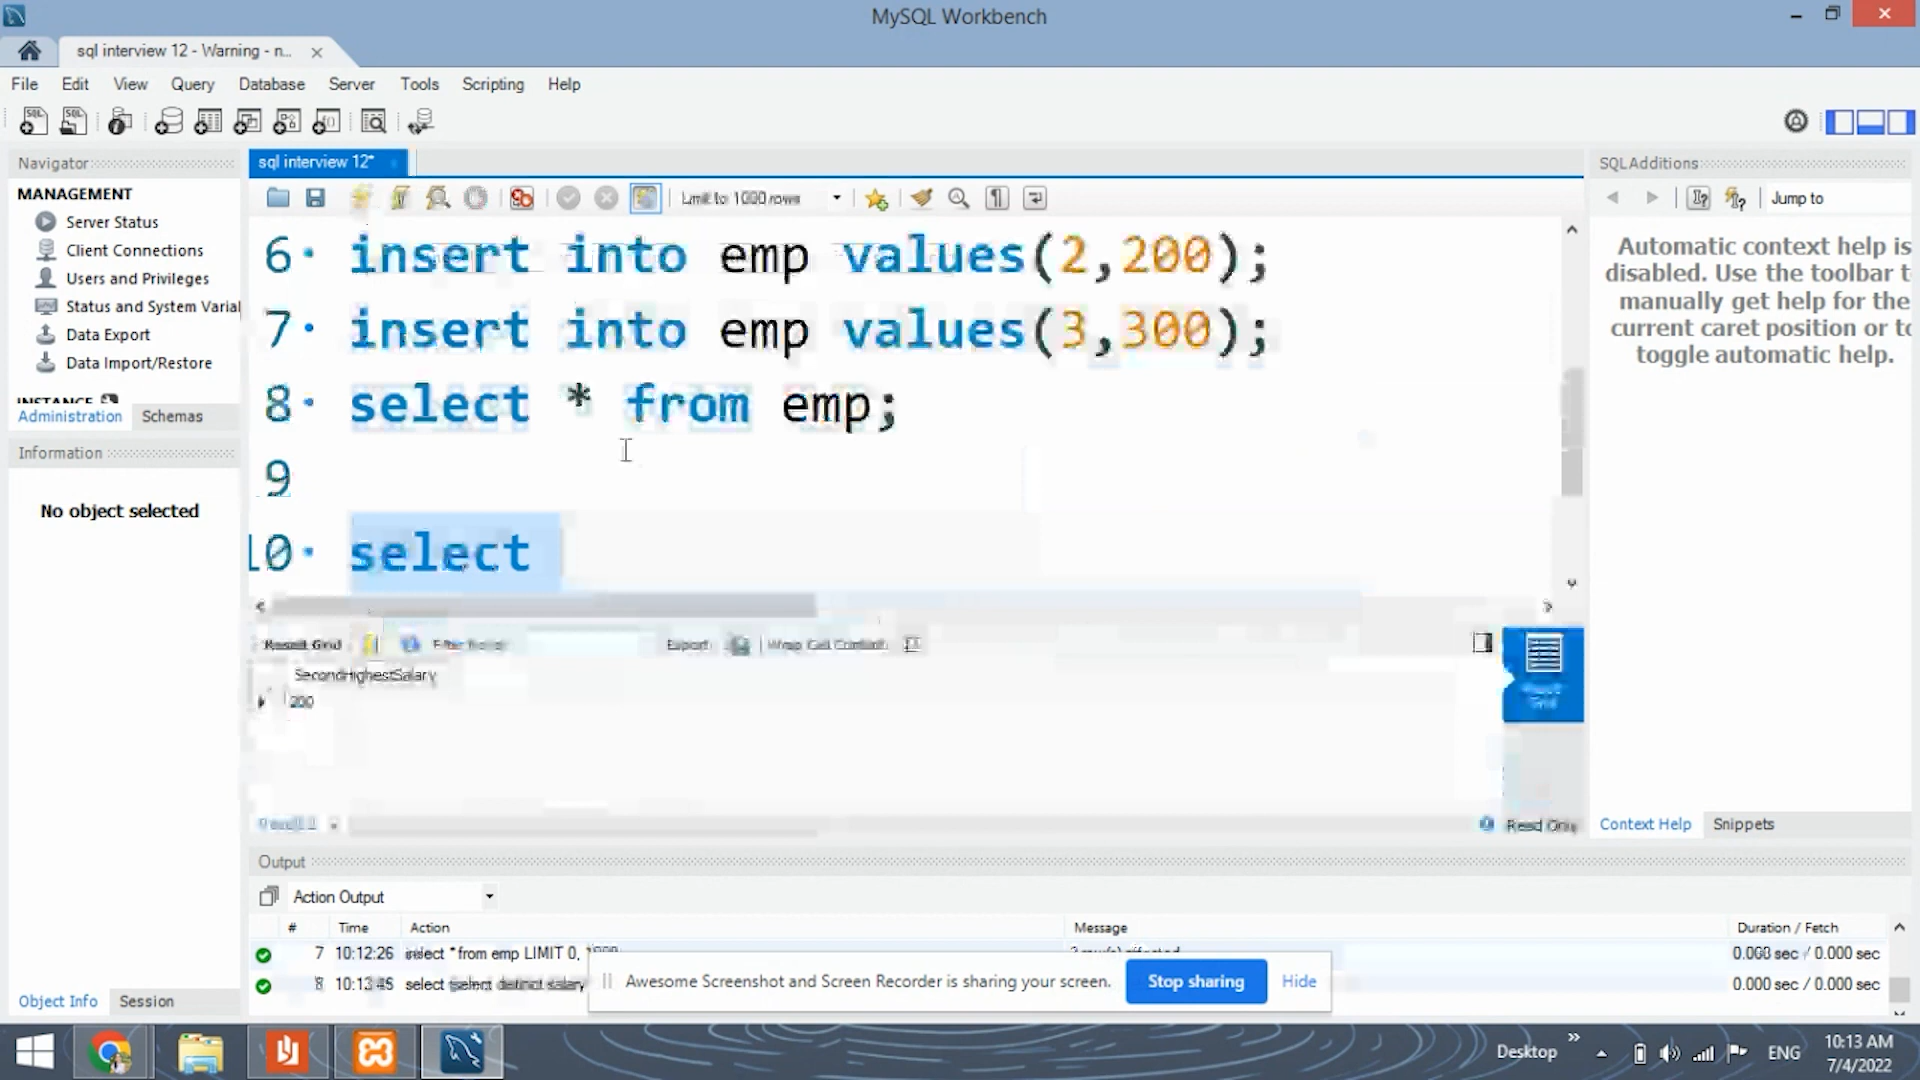 MySQL Workbench
sql interview 12 - Warning - n...
File Edit View Query Database Server Tools Scripting Help
Navigator
sql interview 12*
SQLAdditions
MANAGEMENT
Limit to 1000 rows
Jump to
Server Status
Client Connections
Users and Privileges
Status and System Varial
Data Export
Data Import/Restore
INSTANCE
Administration Schemas
Information
No object selected
6 insert into emp values(2,200);
7 insert into emp values(3,300);
8 select * from emp;
9
10 select
Automatic context help is
disabled. Use the toolbar t
manually get help for the
current caret position or to
toggle automatic help.
Result Grid Filter Rows: Export: Wrap Cell Content:
SecondHighestSalary
200
Read Only
Context Help Snippets
Output
Action Output
# Time Action Message Duration / Fetch
7 10:12:26 select * from emp LIMIT 0, 0.000 sec / 0.000 sec
8 10:13:45 select (select distinct salary 0.000 sec / 0.000 sec
Object Info Session
Awesome Screenshot and Screen Recorder is sharing your screen. Stop sharing Hide
Desktop ENG 10:13 AM
7/4/2022